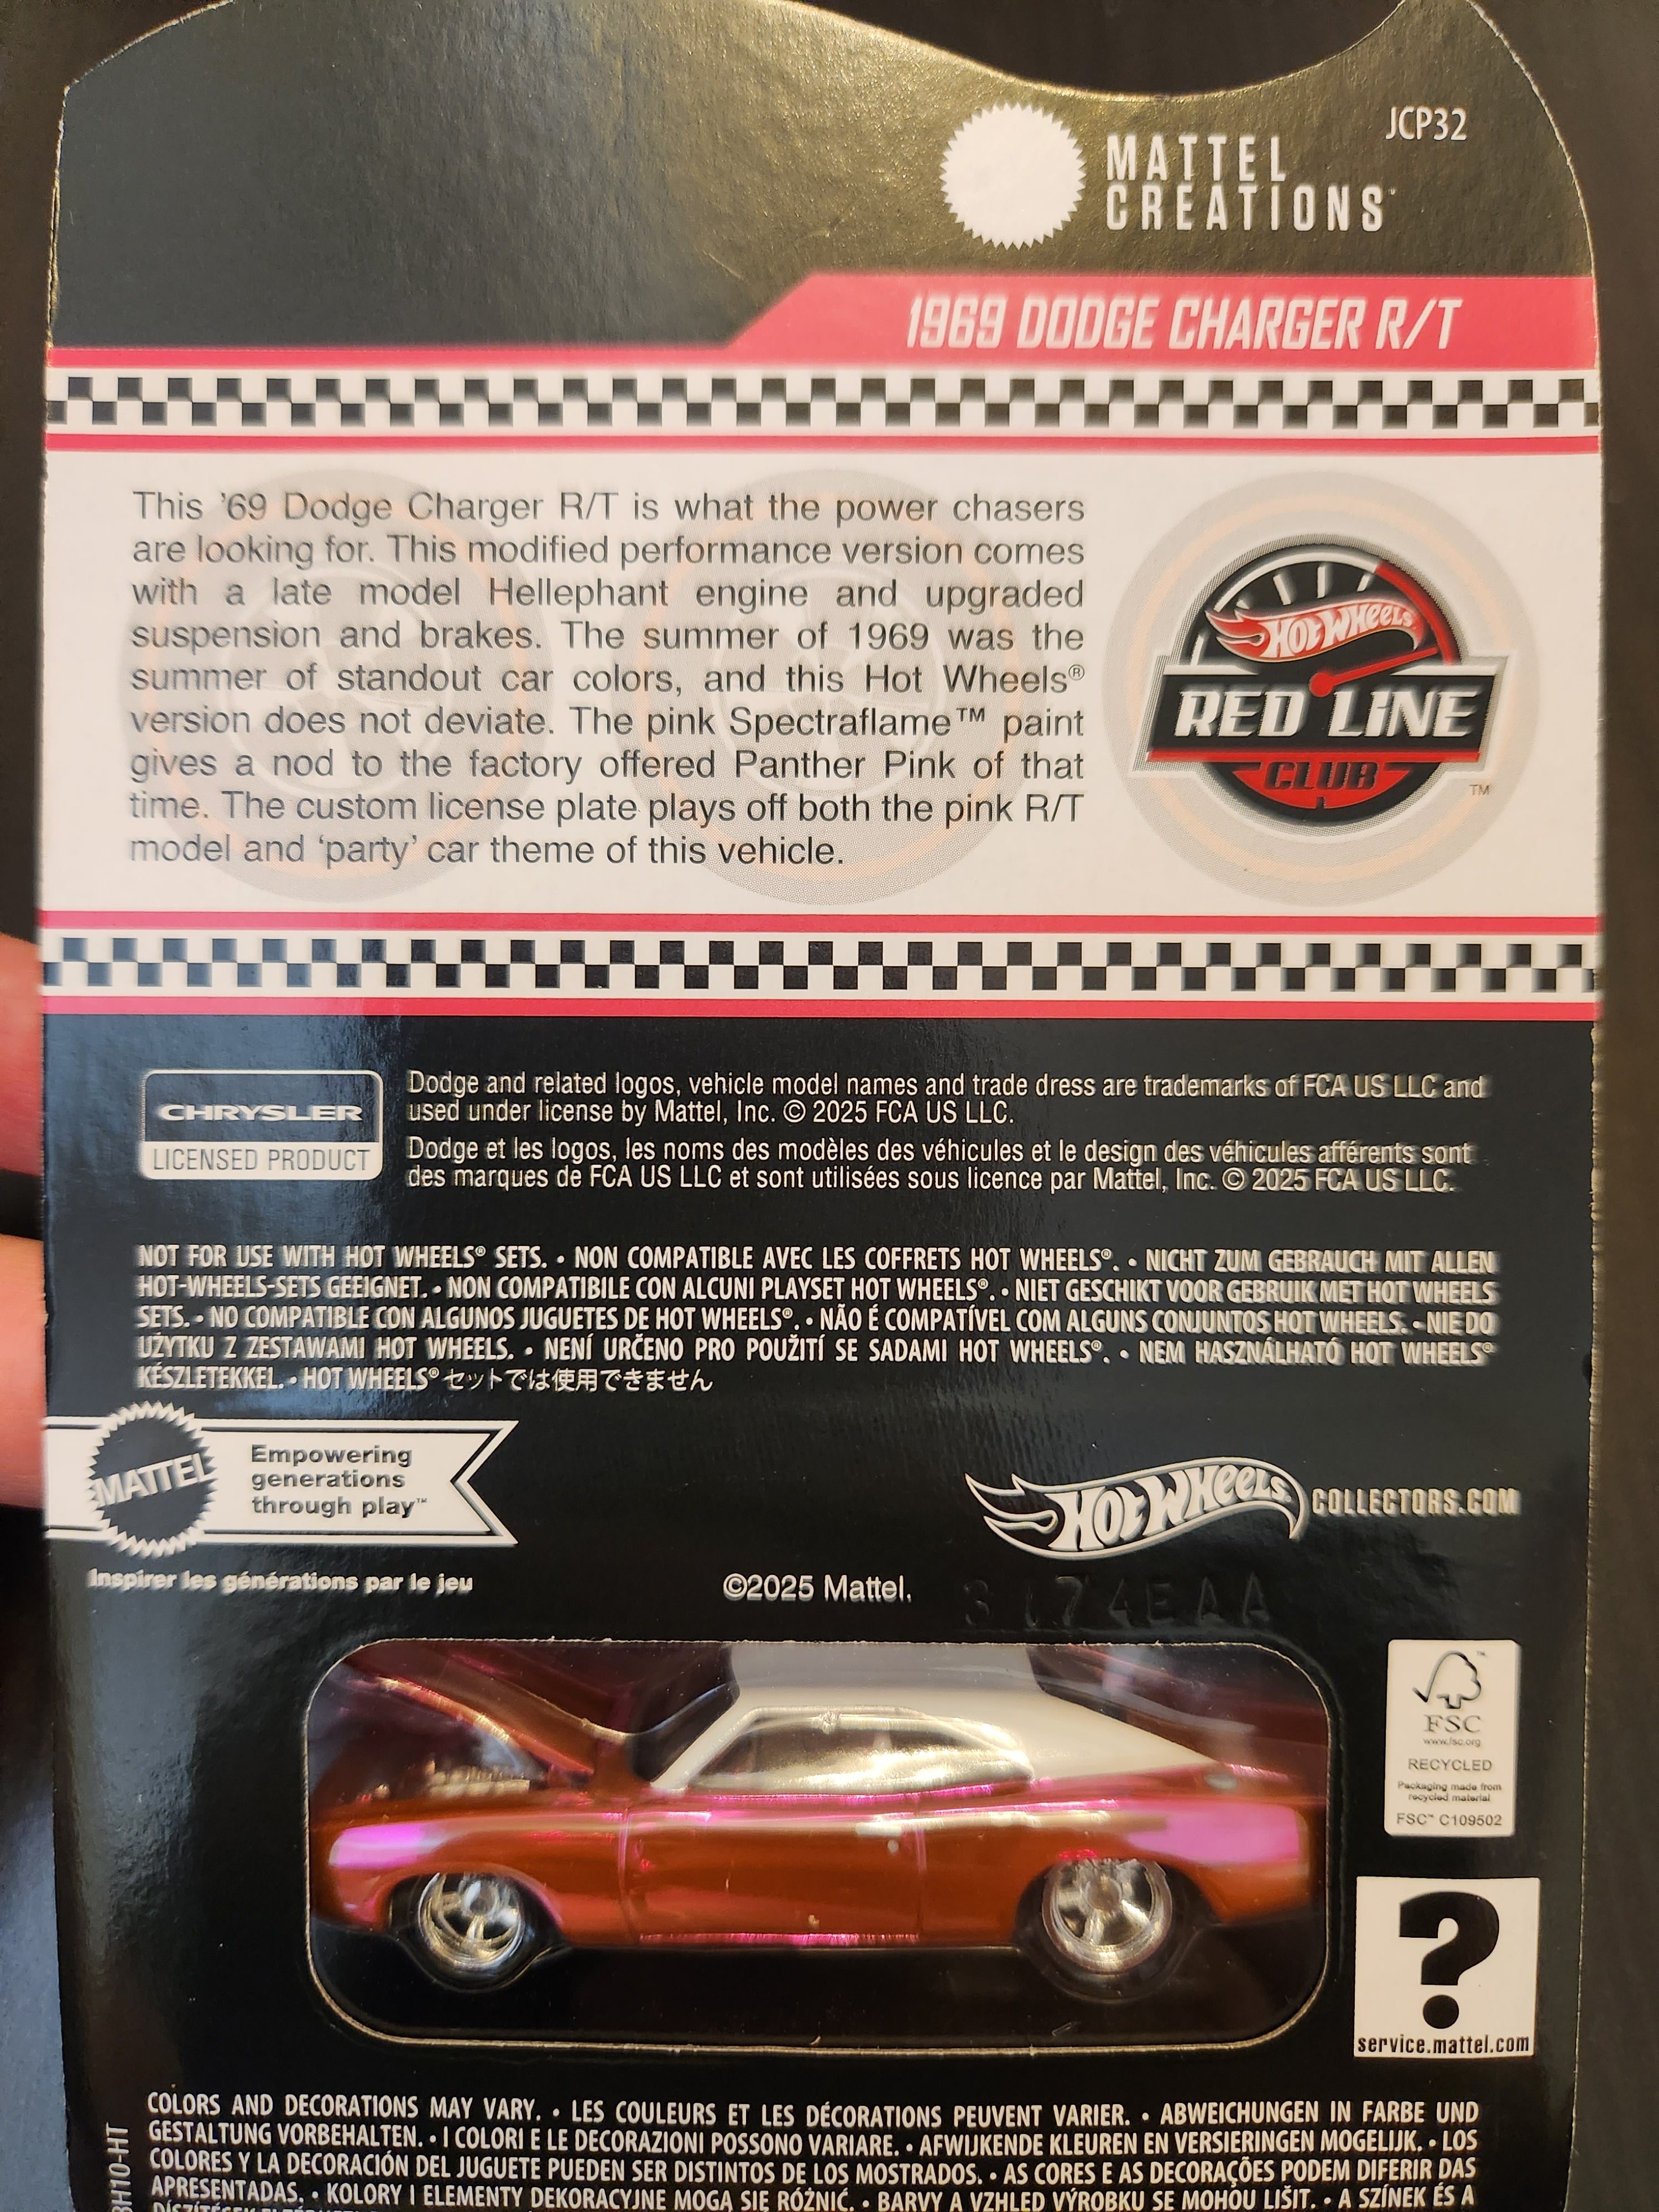 JCP32
MATTEL
CREATIONS™
1969 DODGE CHARGER R/T
This ’69 Dodge Charger R/T is what the power chasers
are looking for. This modified performance version comes
with a late model Hellephant engine and upgraded
suspension and brakes. The summer of 1969 was the
summer of standout car colors, and this Hot Wheels®
version does not deviate. The pink Spectraflame™ paint
gives a nod to the factory offered Panther Pink of that
time. The custom license plate plays off both the pink R/T
model and ‘party’ car theme of this vehicle.
HOT WHEELS
RED LINE
CLUB
TM
CHRYSLER
LICENSED PRODUCT
Dodge and related logos, vehicle model names and trade dress are trademarks of FCA US LLC and
used under license by Mattel, Inc. © 2025 FCA US LLC.
Dodge et les logos, les noms des modèles des véhicules et le design des véhicules afférents sont
des marques de FCA US LLC et sont utilisées sous licence par Mattel, Inc. © 2025 FCA US LLC.
NOT FOR USE WITH HOT WHEELS® SETS. • NON COMPATIBLE AVEC LES COFFRETS HOT WHEELS®. • NICHT ZUM GEBRAUCH MIT ALLEN
HOT-WHEELS-SETS GEEIGNET. • NON COMPATIBILE CON ALCUNI PLAYSET HOT WHEELS®. • NIET GESCHIKT VOOR GEBRUIK MET HOT WHEELS
SETS. • NO COMPATIBLE CON ALGUNOS JUGUETES DE HOT WHEELS®. • NÃO É COMPATÍVEL COM ALGUNS CONJUNTOS HOT WHEELS. • NIE DO
UŻYTKU Z ZESTAWAMI HOT WHEELS. • NENÍ URČENO PRO POUŽITÍ SE SADAMI HOT WHEELS®. • NEM HASZNÁLHATÓ HOT WHEELS®
KÉSZLETEKKEL. • HOT WHEELS® セットでは使用できません
MATTEL
Empowering
generations
through play™
Inspirer les générations par le jeu
HOT WHEELS COLLECTORS.COM
©2025 Mattel.
74EAA
FSC™
www.fsc.org
RECYCLED
Packaging made from
recycled material
FSC™ C109502
?
service.mattel.com
COLORS AND DECORATIONS MAY VARY. • LES COULEURS ET LES DÉCORATIONS PEUVENT VARIER. • ABWEICHUNGEN IN FARBE UND
GESTALTUNG VORBEHALTEN. • I COLORI E LE DECORAZIONI POSSONO VARIARE. • AFWIJKENDE KLEUREN EN VERSIERINGEN MOGELIJK. • LOS
COLORES Y LA DECORACIÓN DEL JUGUETE PUEDEN SER DISTINTOS DE LOS MOSTRADOS. • AS CORES E AS DECORAÇÕES PODEM DIFERIR DAS
APRESENTADAS. • KOLORY I ELEMENTY DEKORACYJNE MOGĄ SIĘ RÓŻNIĆ. • BARVY A VZHLED VÝROBKU SE MOHOU LIŠIT. • A SZÍNEK ÉS A